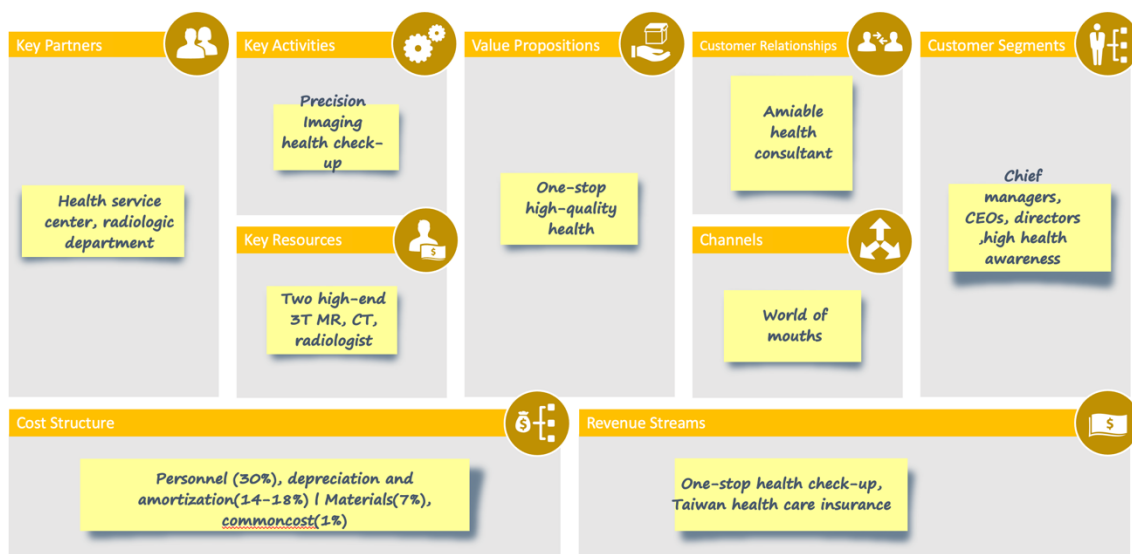 Key Partners
Health service
center, radiologic
department
Key Activities
Precision
Imaging
health check-
up
Key Resources
$
Two high-end
3T MR, CT,
radiologist
Value Propositions
One-stop
high-quality
health
Customer Relationships
Amiable
health
consultant
Channels
World of
mouths
Customer Segments
Chief
managers,
CEOs, directors
,high health
awareness
Cost Structure
$
Personnel (30%), depreciation and
amortization(14-18%) l Materials(7%),
commoncost(1%)
Revenue Streams
$
One-stop health check-up,
Taiwan health care insurance